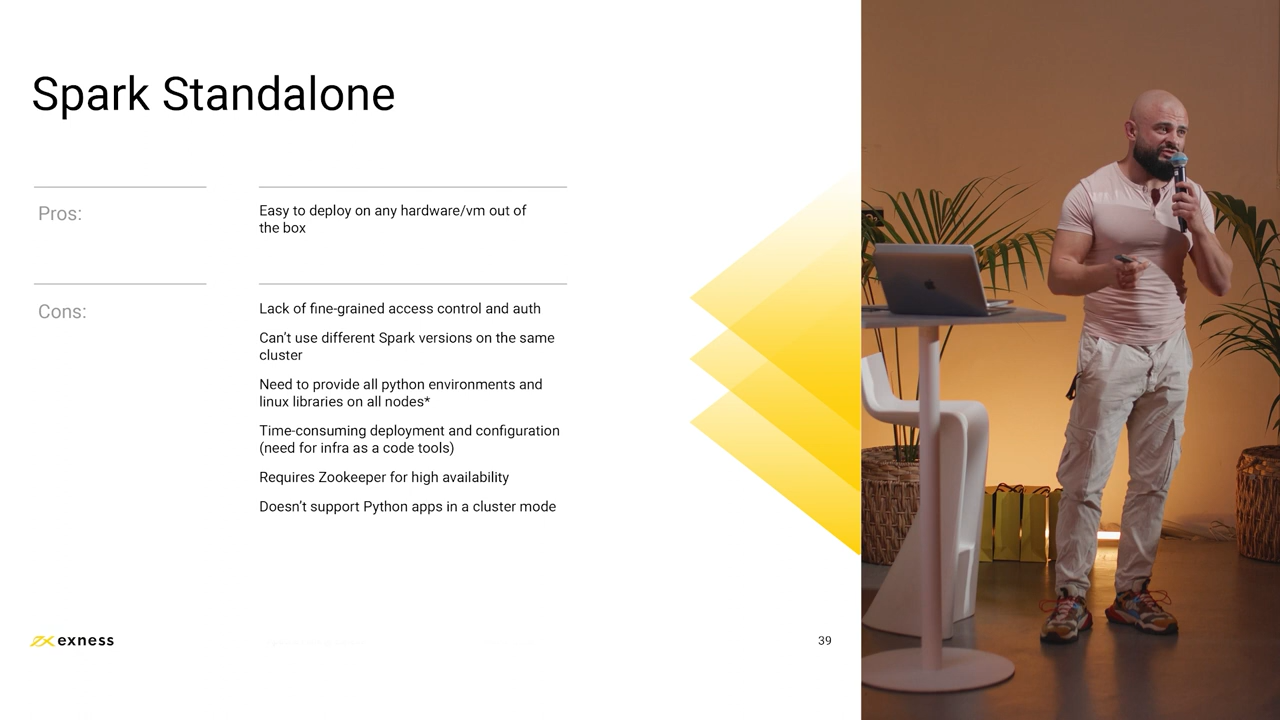 Spark Standalone
Pros:
Easy to deploy on any hardware/vm out of
the box
Cons:
Lack of fine-grained access control and auth
Can't use different Spark versions on the same
cluster
Need to provide all python environments and
linux libraries on all nodes*
Time-consuming deployment and configuration
(need for infra as a code tools)
Requires Zookeeper for high availability
Doesn't support Python apps in a cluster mode
exness
39